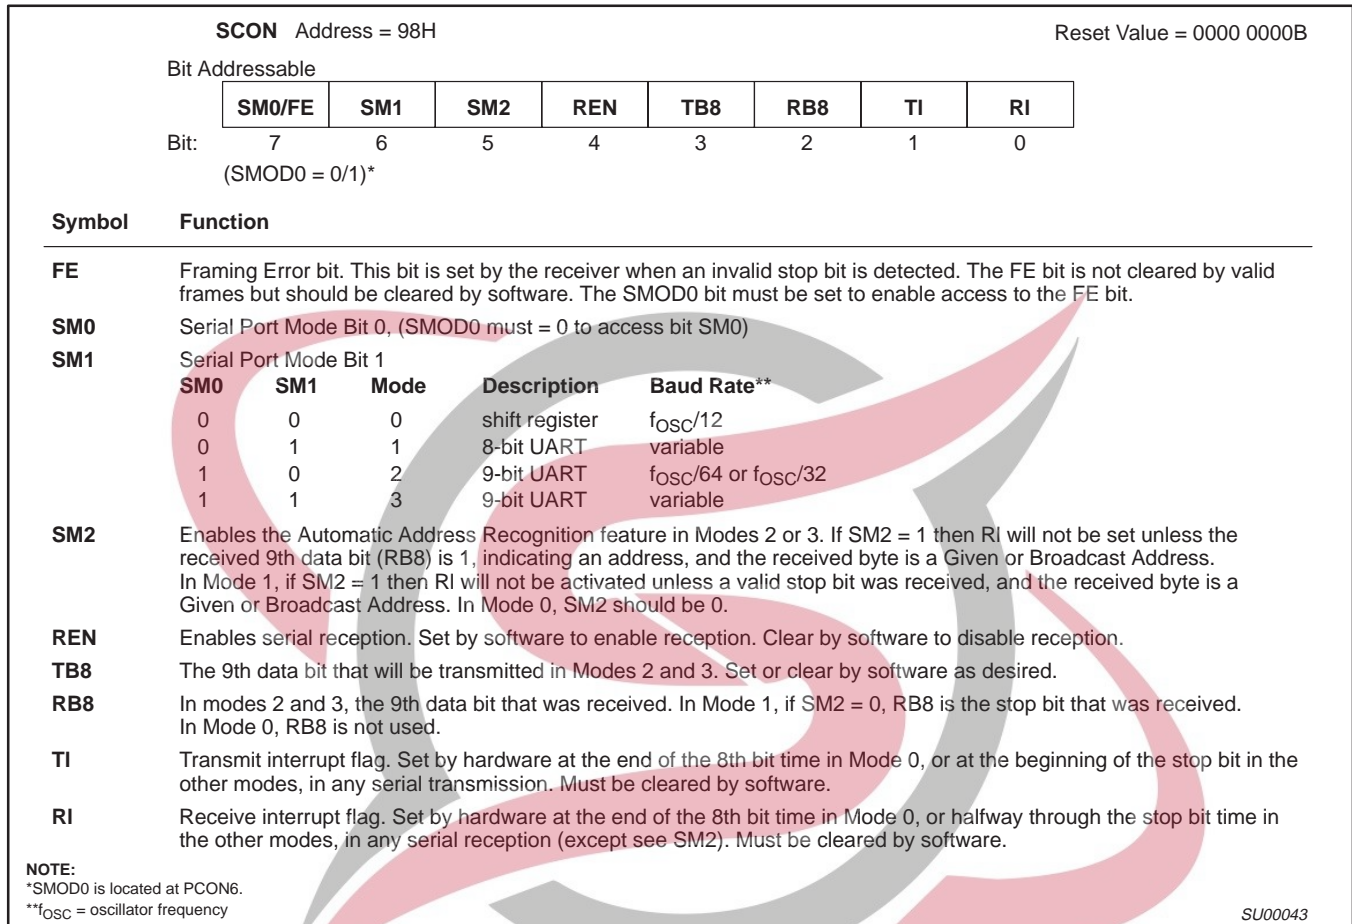 SCON Address = 98H Reset Value = 0000 0000B
Bit Addressable
SM0/FE SM1 SM2 REN TB8 RB8 TI RI
Bit: 7 6 5 4 3 2 1 0
(SMOD0 = 0/1)*
Symbol Function
FE Framing Error bit. This bit is set by the receiver when an invalid stop bit is detected. The FE bit is not cleared by valid
frames but should be cleared by software. The SMOD0 bit must be set to enable access to the FE bit.
SM0 Serial Port Mode Bit 0, (SMOD0 must = 0 to access bit SM0)
SM1 Serial Port Mode Bit 1
SM0 SM1 Mode Description Baud Rate**
0 0 0 shift register fOSC/12
0 1 1 8-bit UART variable
1 0 2 9-bit UART fOSC/64 or fOSC/32
1 1 3 9-bit UART variable
SM2 Enables the Automatic Address Recognition feature in Modes 2 or 3. If SM2 = 1 then RI will not be set unless the
received 9th data bit (RB8) is 1, indicating an address, and the received byte is a Given or Broadcast Address.
In Mode 1, if SM2 = 1 then RI will not be activated unless a valid stop bit was received, and the received byte is a
Given or Broadcast Address. In Mode 0, SM2 should be 0.
REN Enables serial reception. Set by software to enable reception. Clear by software to disable reception.
TB8 The 9th data bit that will be transmitted in Modes 2 and 3. Set or clear by software as desired.
RB8 In modes 2 and 3, the 9th data bit that was received. In Mode 1, if SM2 = 0, RB8 is the stop bit that was received.
In Mode 0, RB8 is not used.
TI Transmit interrupt flag. Set by hardware at the end of the 8th bit time in Mode 0, or at the beginning of the stop bit in the
other modes, in any serial transmission. Must be cleared by software.
RI Receive interrupt flag. Set by hardware at the end of the 8th bit time in Mode 0, or halfway through the stop bit time in
the other modes, in any serial reception (except see SM2). Must be cleared by software.
NOTE:
*SMOD0 is located at PCON6.
**fOSC = oscillator frequency SU00043